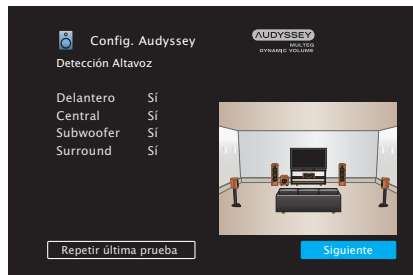 Config. Audyssey
AUDYSSEY
MULTEQ
DYNAMIC VOLUME
Detección Altavoz
Delantero Sí
Central Sí
Subwoofer Sí
Surround Sí
Repetir última prueba
Siguiente